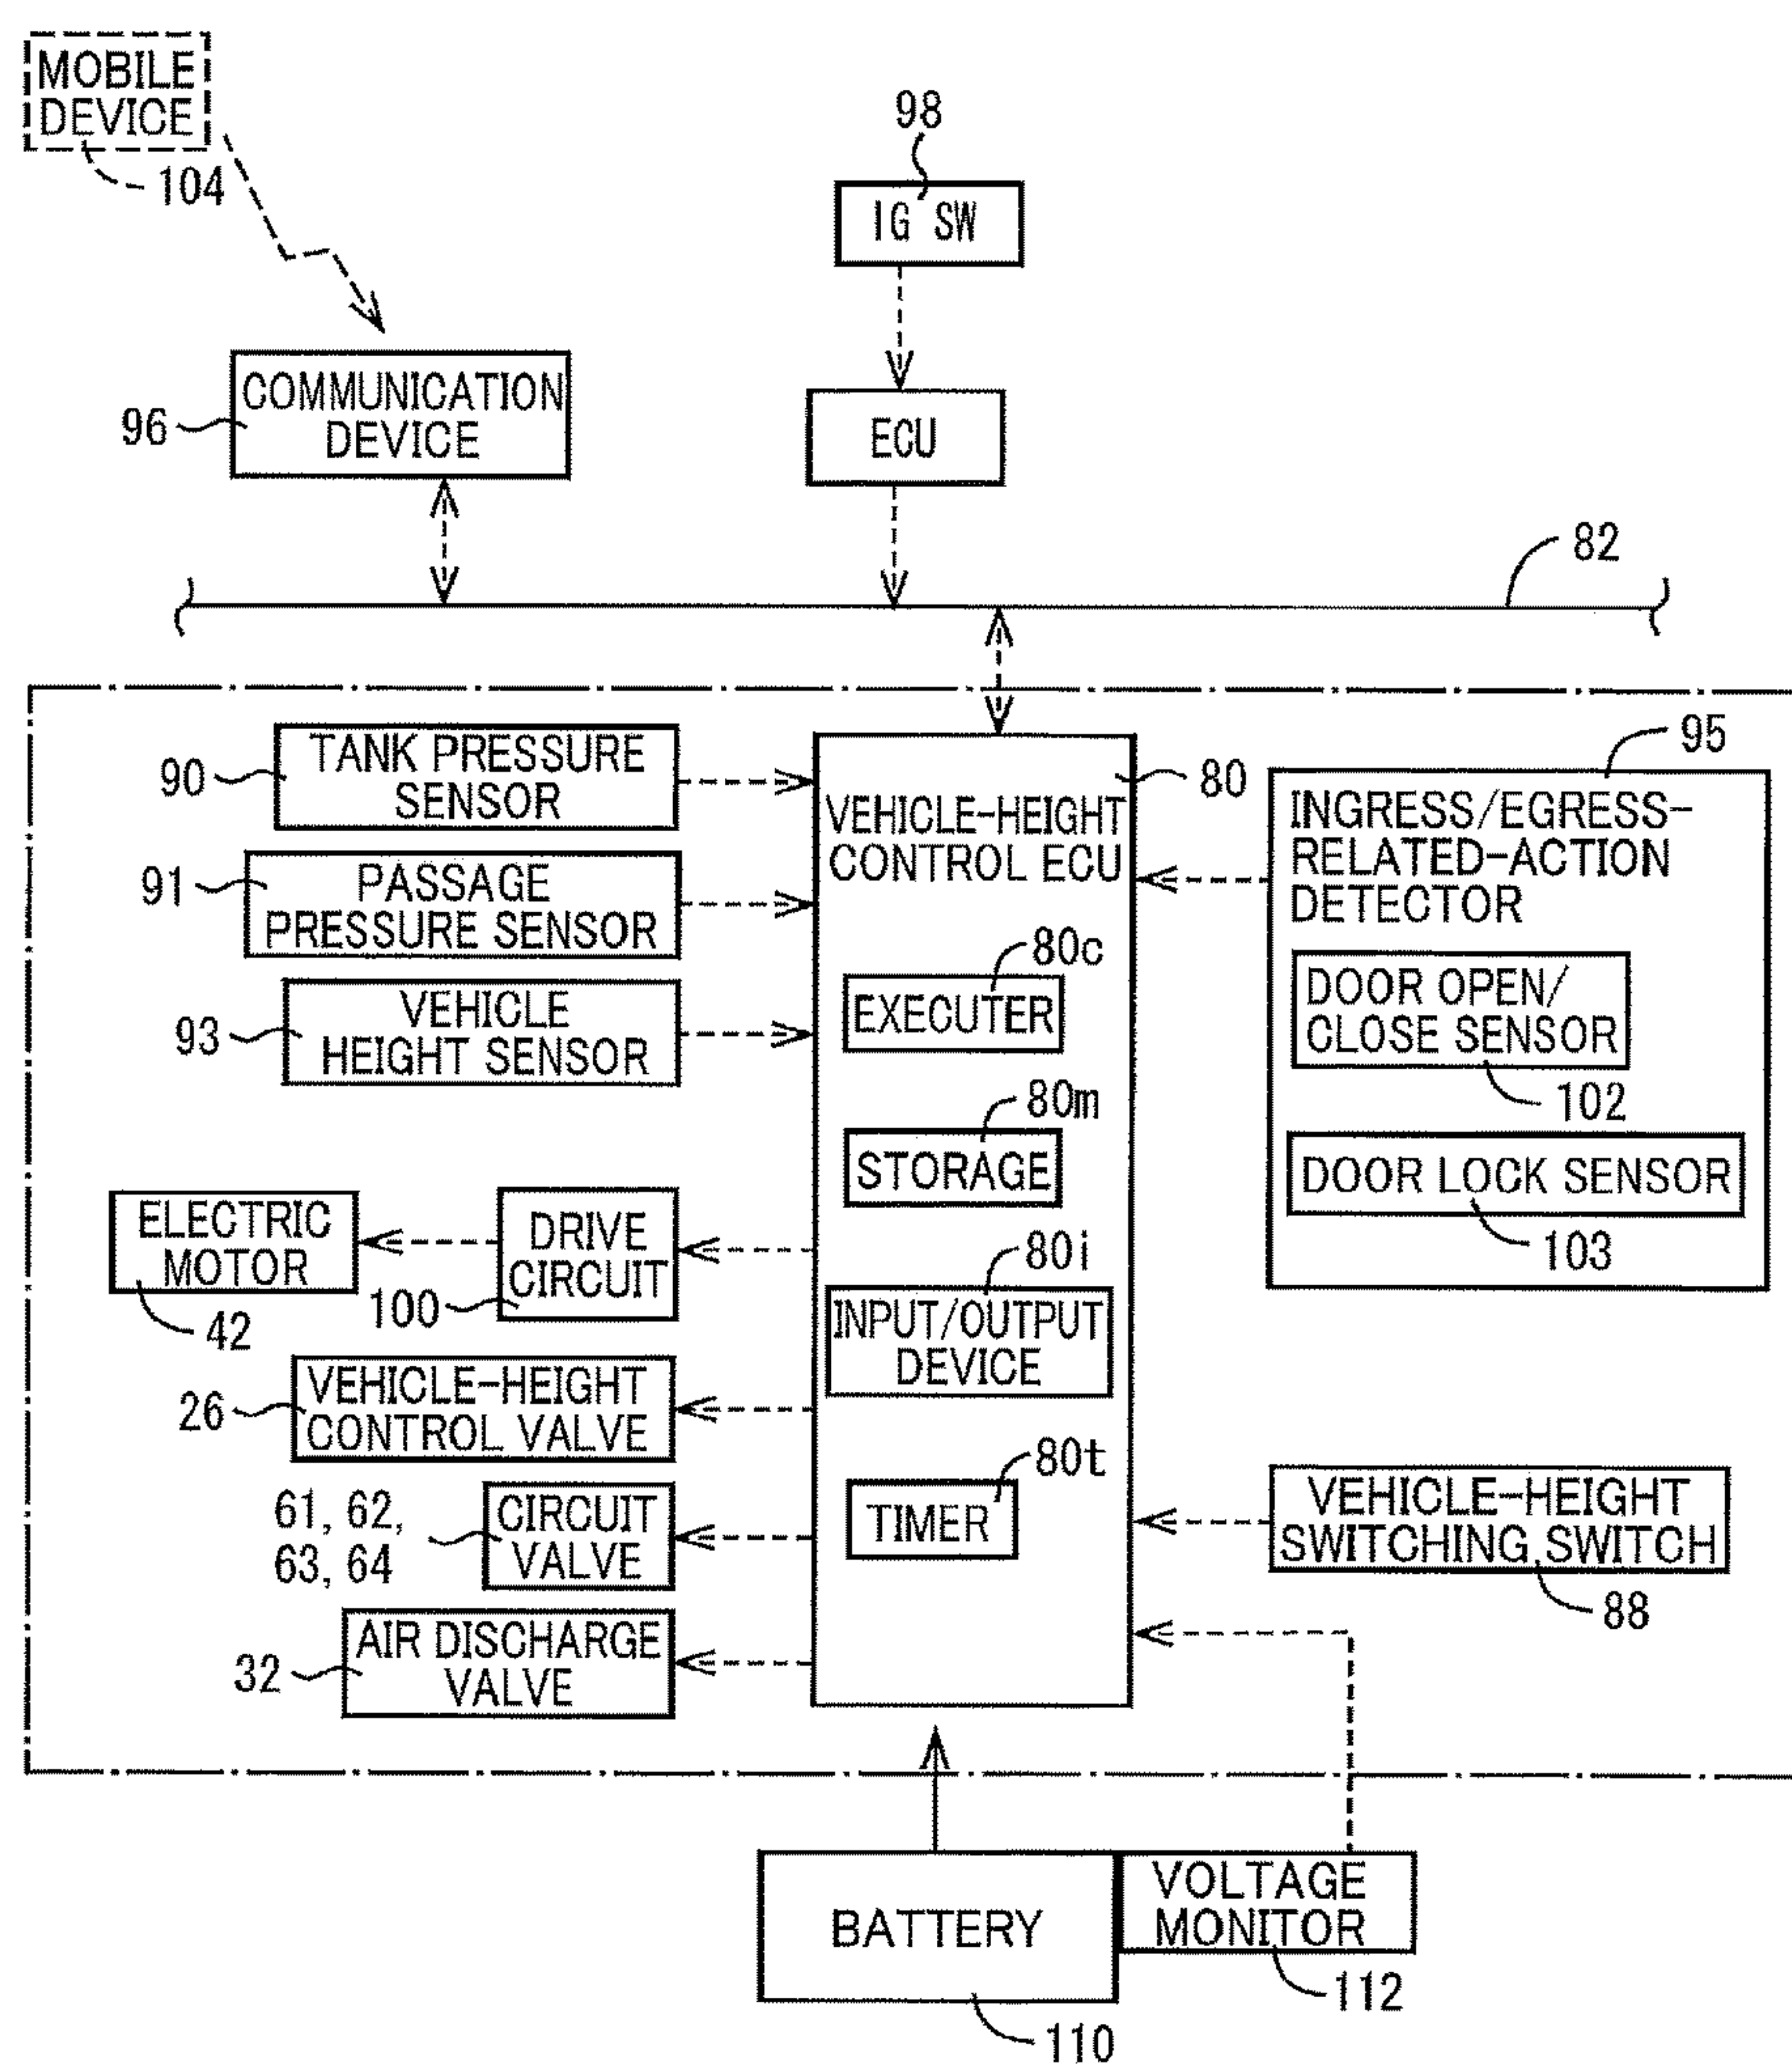 MOBILE
DEVICE
104
98
IG SW
COMMUNICATION
DEVICE
96
ECU
82
TANK PRESSURE
SENSOR
90
PASSAGE
PRESSURE SENSOR
91
VEHICLE
HEIGHT SENSOR
93
80
VEHICLE-HEIGHT
CONTROL ECU
80c
EXECUTER
80m
STORAGE
80i
INPUT/OUTPUT
DEVICE
80t
TIMER
95
INGRESS/EGRESS-
RELATED-ACTION
DETECTOR
DOOR OPEN/
CLOSE SENSOR
102
DOOR LOCK SENSOR
103
ELECTRIC
MOTOR
42
DRIVE
CIRCUIT
100
VEHICLE-HEIGHT
CONTROL VALVE
26
CIRCUIT
VALVE
61, 62,
63, 64
AIR DISCHARGE
VALVE
32
VEHICLE-HEIGHT
SWITCHING SWITCH
88
BATTERY
110
VOLTAGE
MONITOR
112